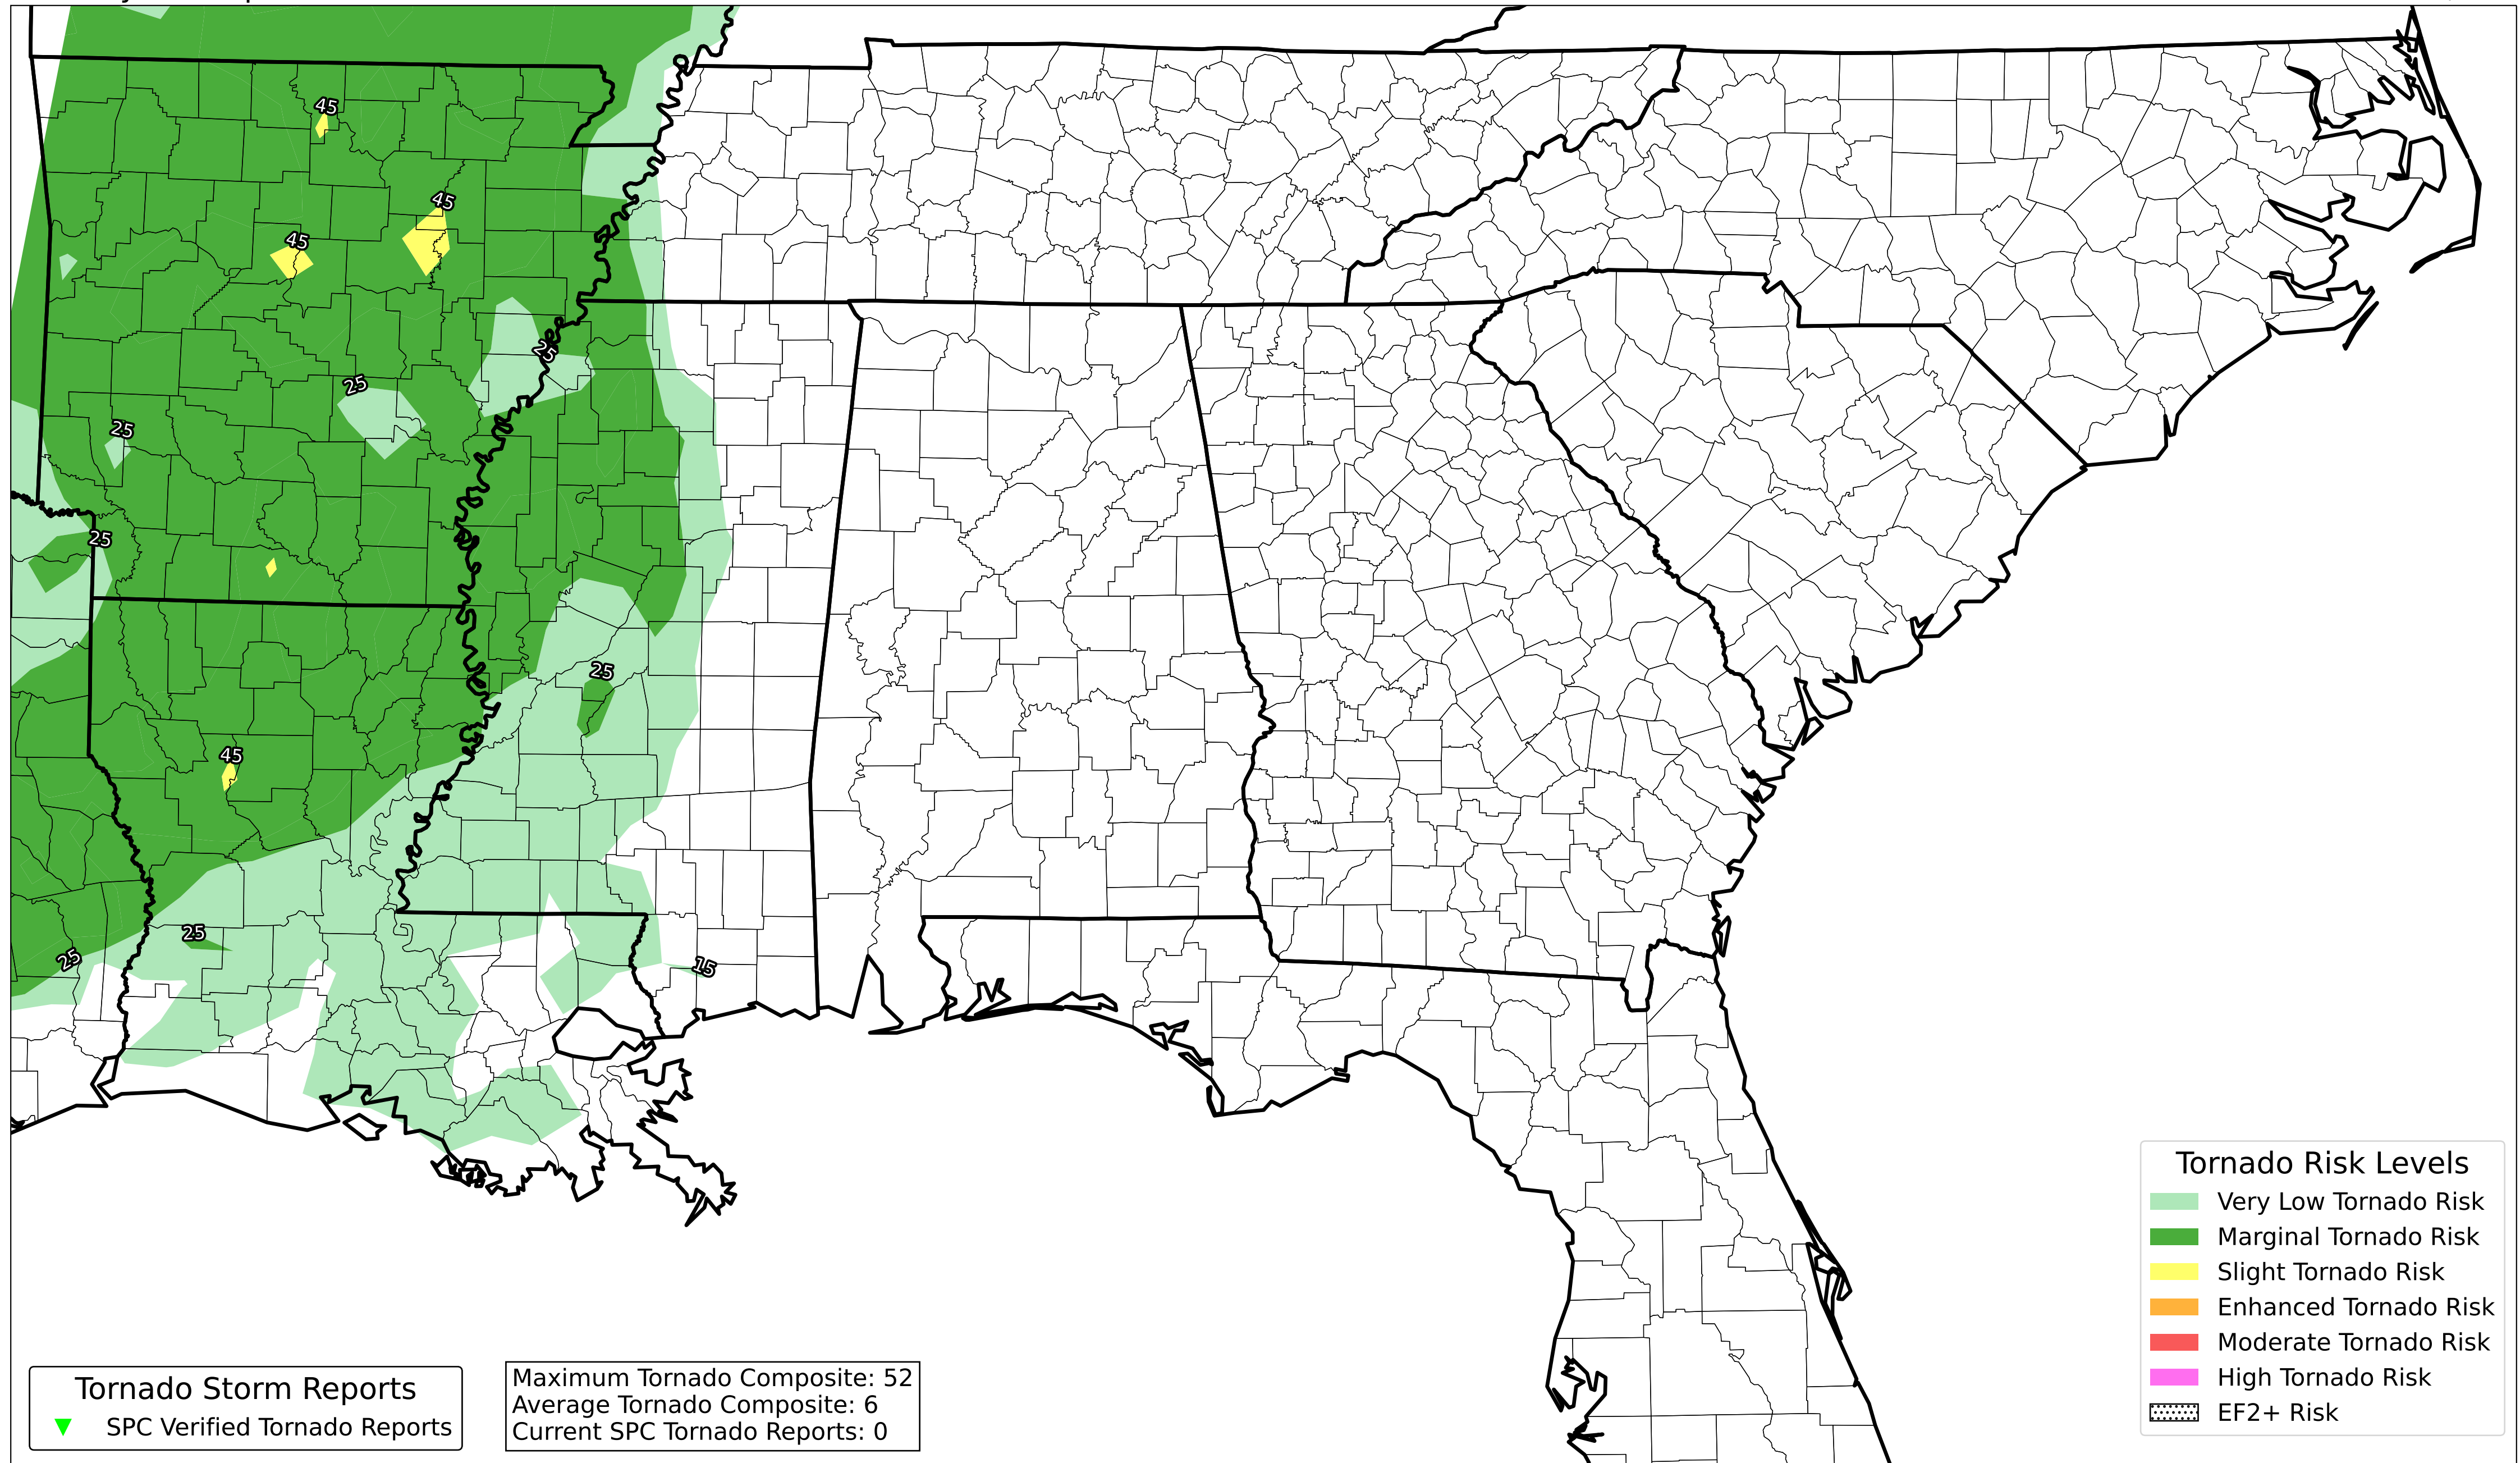 45
45
45
25
25
25
25
25
45
25
25
15
Tornado Risk Levels
Very Low Tornado Risk
Marginal Tornado Risk
Slight Tornado Risk
Enhanced Tornado Risk
Moderate Tornado Risk
High Tornado Risk
EF2+ Risk
Tornado Storm Reports
SPC Verified Tornado Reports
Maximum Tornado Composite: 52
Average Tornado Composite: 6
Current SPC Tornado Reports: 0